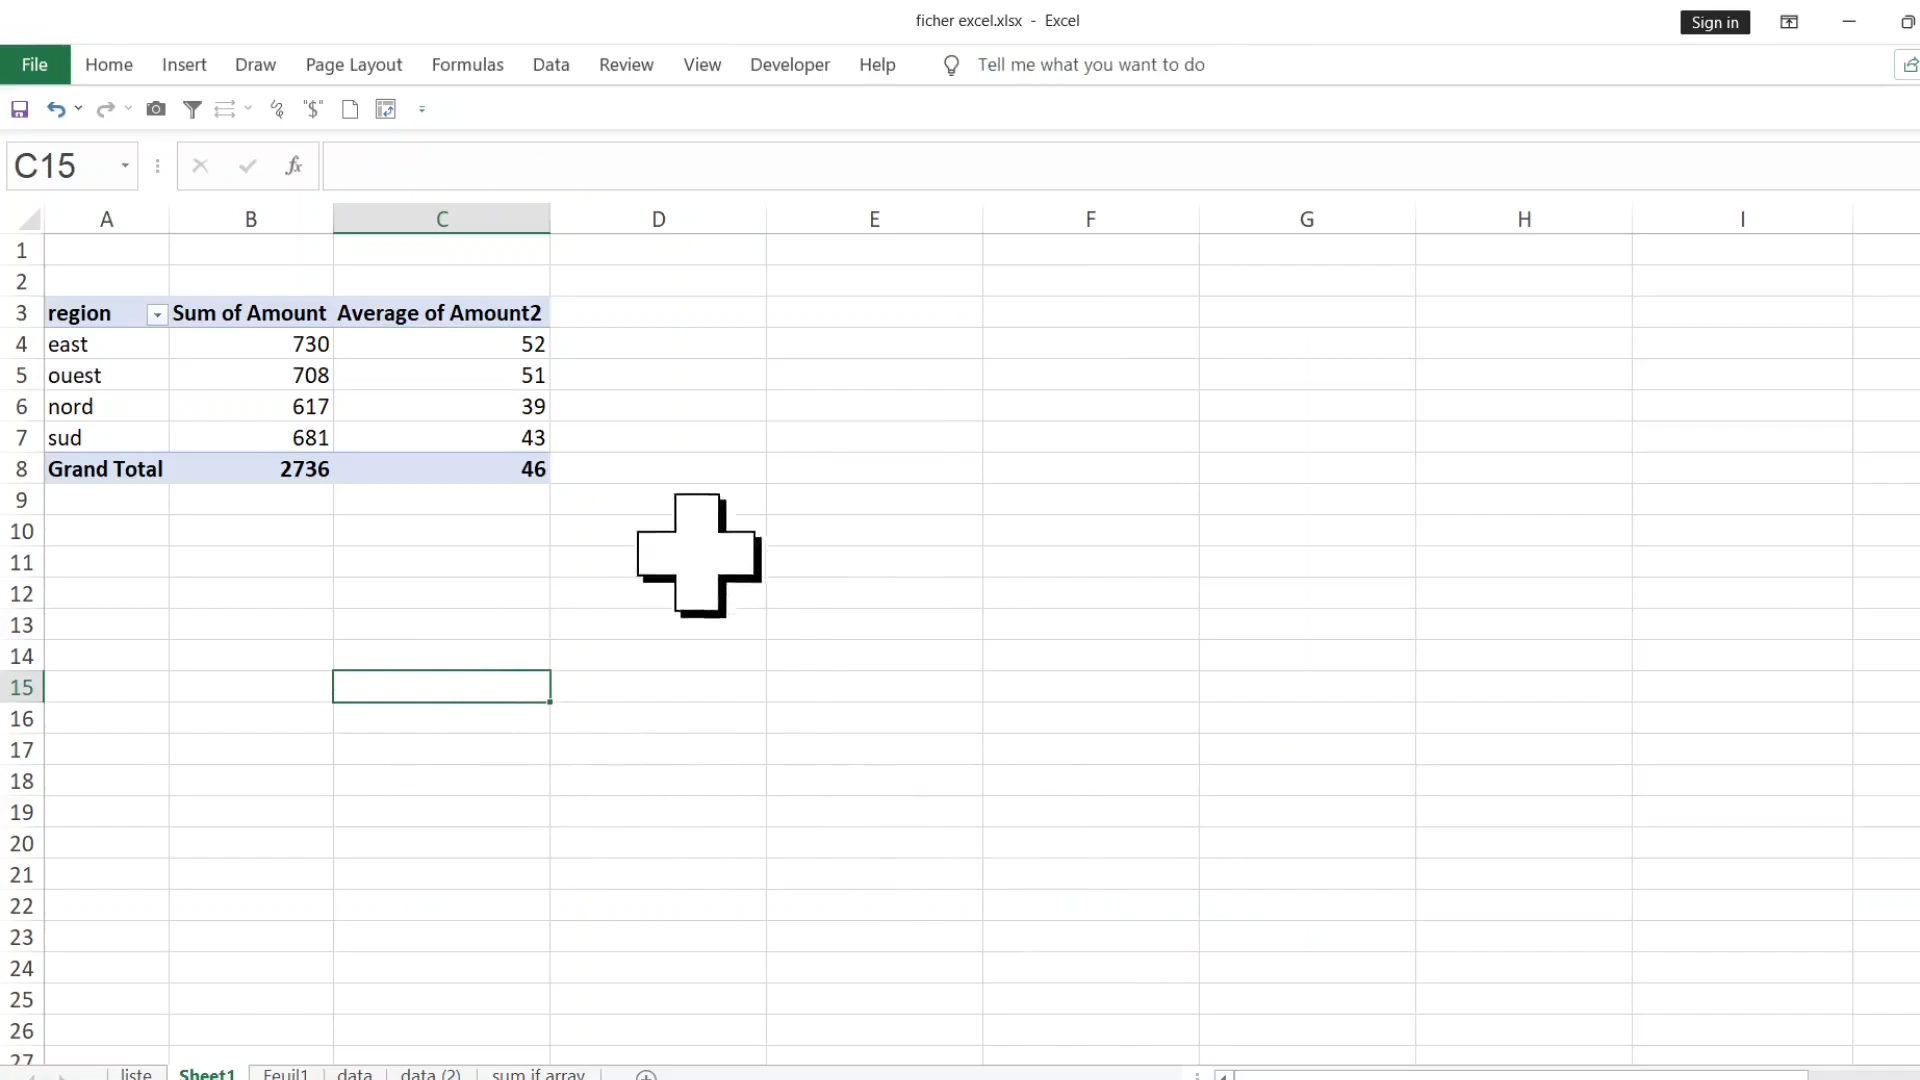 ficher excel.xlsx - Excel
Sign in
File Home Insert Draw Page Layout Formulas Data Review View Developer Help Tell me what you want to do
"$"
C15 fx
A B C D E F G H I
1
2
3 region Sum of Amount Average of Amount2
4 east 730 52
5 ouest 708 51
6 nord 617 39
7 sud 681 43
8 Grand Total 2736 46
9
10
11
12
13
14
15
16
17
18
19
20
21
22
23
24
25
26
27
liste Sheet1 Feuil1 data data (2) sum if array